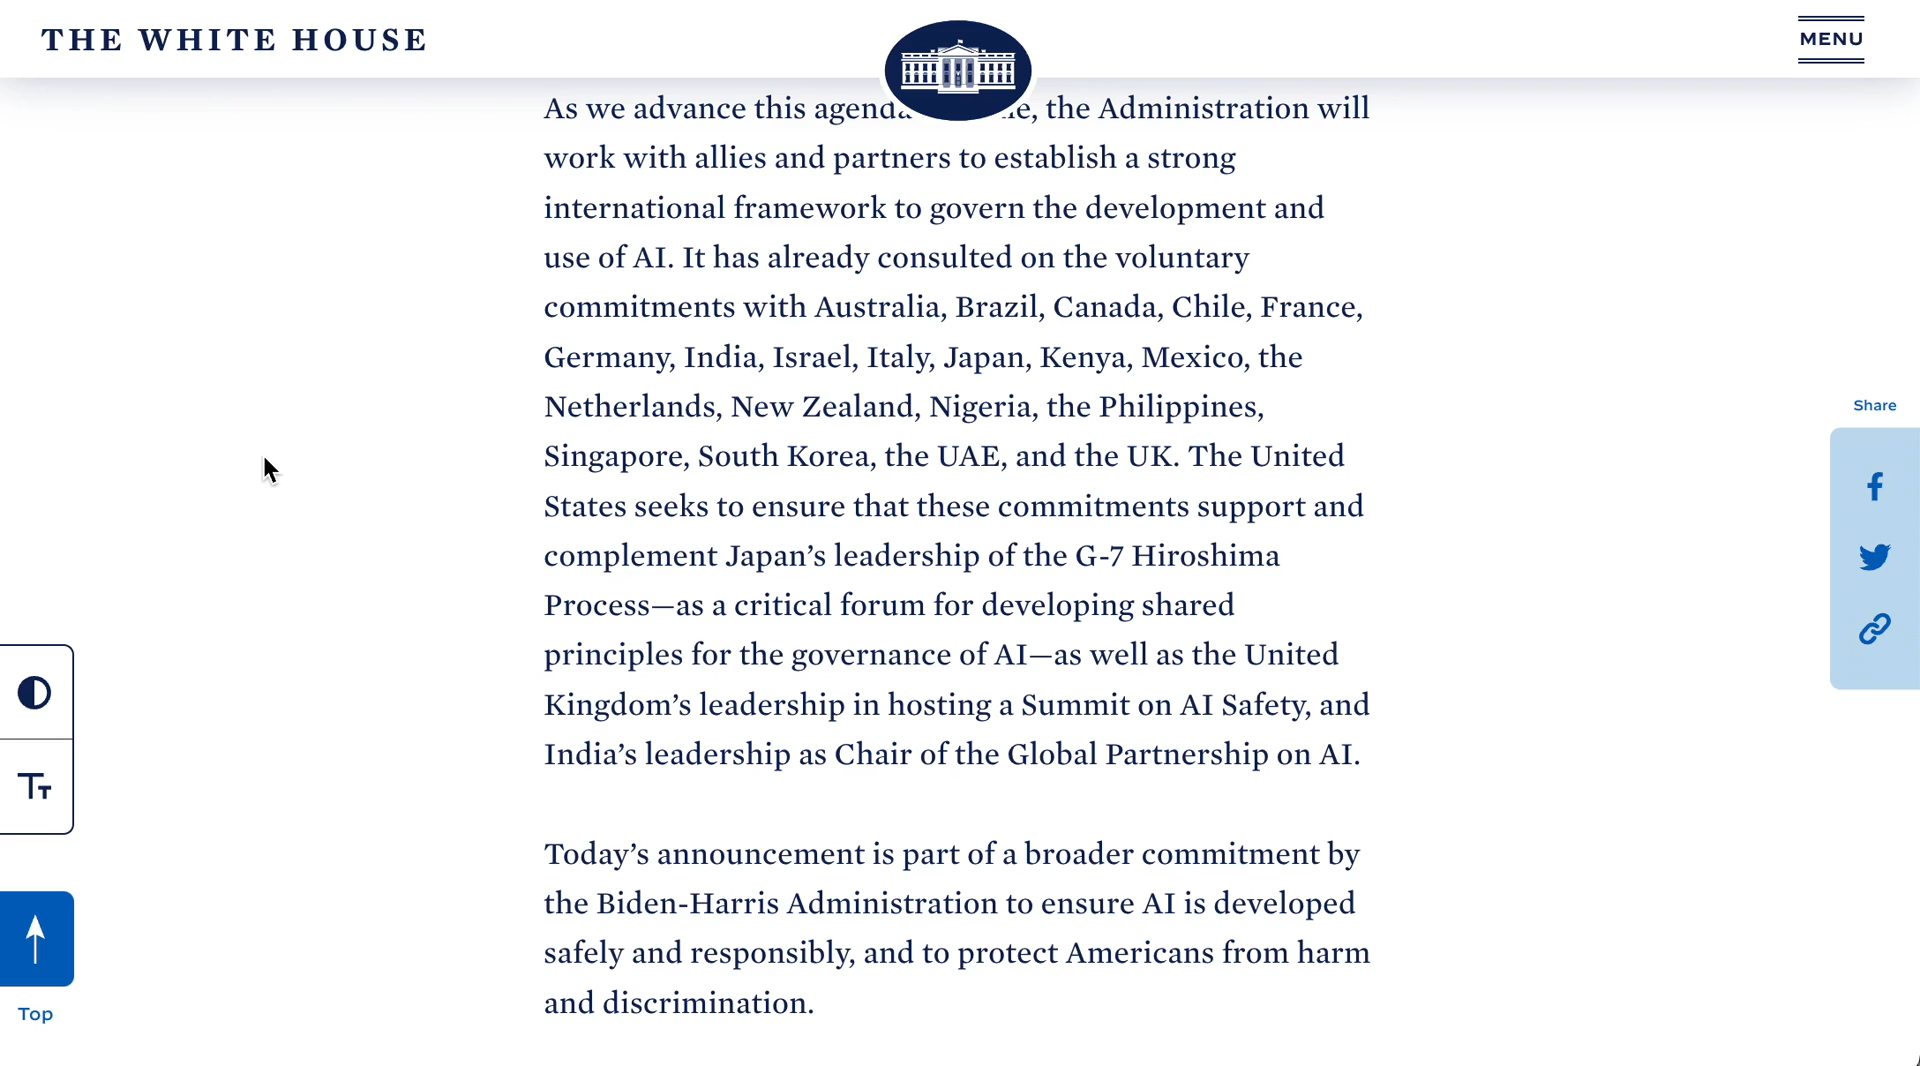 THE WHITE HOUSE
MENU
As we advance this agenda the Administration will
work with allies and partners to establish a strong
international framework to govern the development and
use of AI. It has already consulted on the voluntary
commitments with Australia, Brazil, Canada, Chile, France,
Germany, India, Israel, Italy, Japan, Kenya, Mexico, the
Netherlands, New Zealand, Nigeria, the Philippines,
Singapore, South Korea, the UAE, and the UK. The United
States seeks to ensure that these commitments support and
complement Japan’s leadership of the G-7 Hiroshima
Process—as a critical forum for developing shared
principles for the governance of AI—as well as the United
Kingdom’s leadership in hosting a Summit on AI Safety, and
India’s leadership as Chair of the Global Partnership on AI.
Today’s announcement is part of a broader commitment by
the Biden-Harris Administration to ensure AI is developed
safely and responsibly, and to protect Americans from harm
and discrimination.
Share
Tт
Top